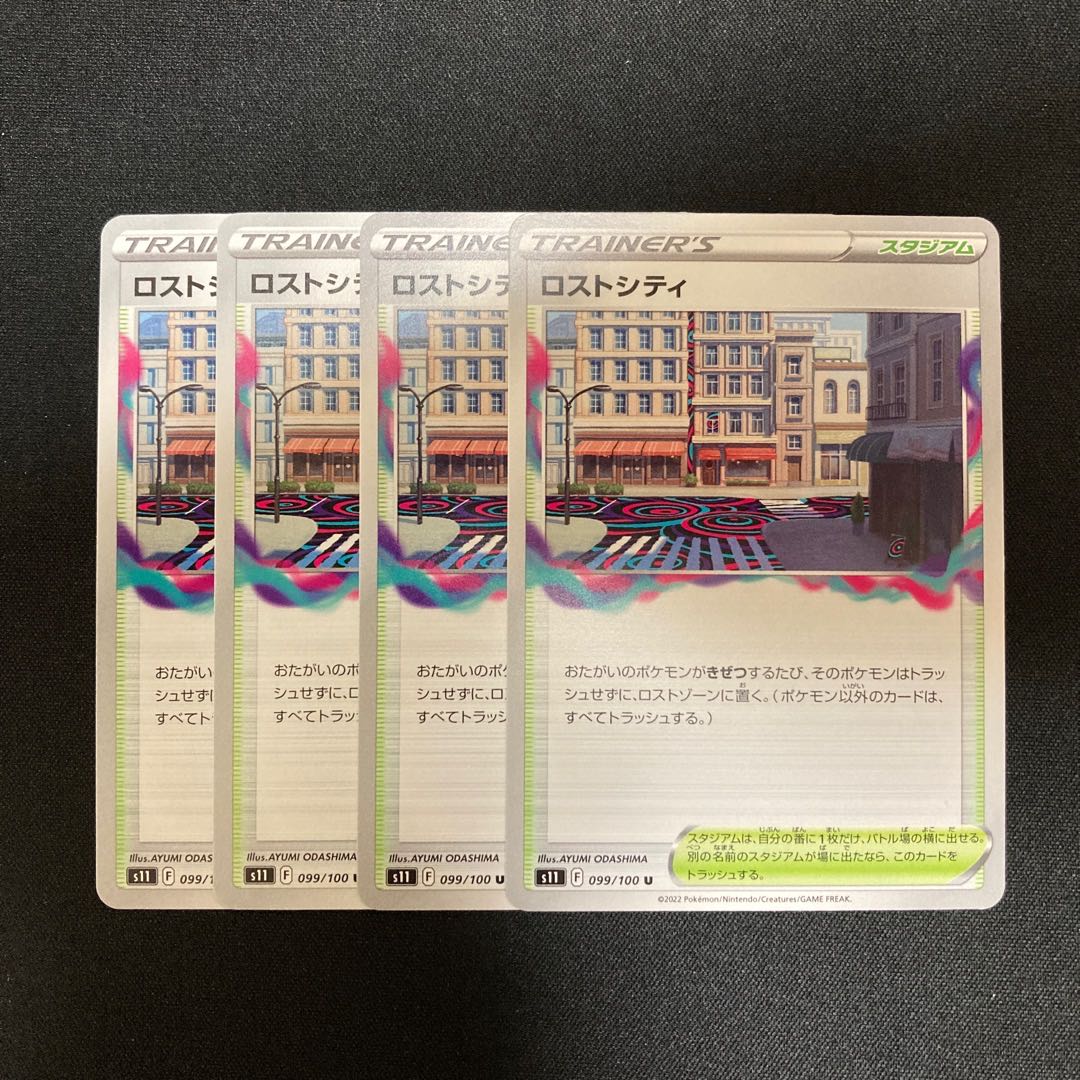 TRAIN
ロストシ
おたがい
シュせずに
すべてト
Illus.AYUMI ODASH
s11 F 099/1
TRAINE
ロストシテ
おたがいのポ
シュせずに、ロ
すべてトラッ
Illus.AYUMI ODASHIMA
s11 F 099/100 U
TRAINE
ロストシテ
おたがいのポケ
シュせずに、ロス
すべてトラッシ
Illus.AYUMI ODASHIMA
s11 F 099/100 U
TRAINER'S スタジアム
ロストシティ
おたがいのポケモンがきぜつするたび、そのポケモンはトラッ
シュせずに、ロストゾーンに置く。(ポケモン以外のカードは、
すべてトラッシュする。)
スタジアムは、自分の番に1枚だけ、バトル場の横に出せる。
別の名前のスタジアムが場に出たなら、このカードを
トラッシュする。
Illus.AYUMI ODASHIMA
s11 F 099/100 U
©2022 Pokémon/Nintendo/Creatures/GAME FREAK.